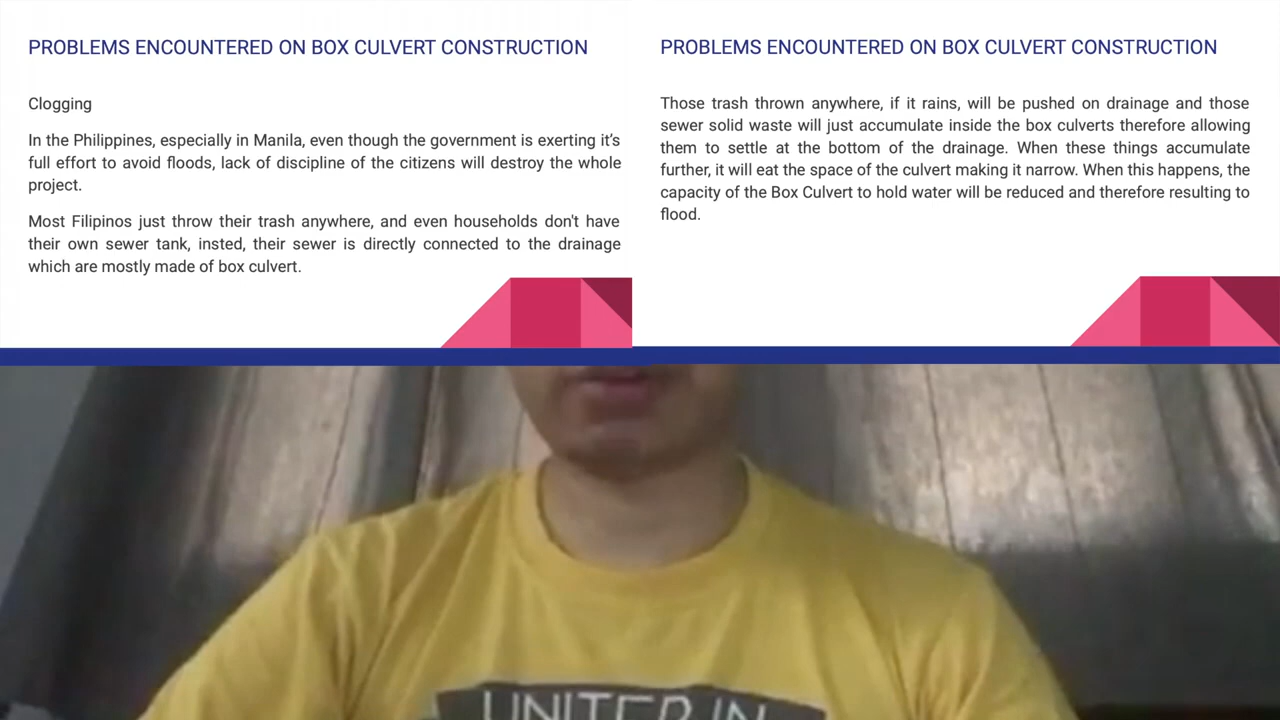 PROBLEMS ENCOUNTERED ON BOX CULVERT CONSTRUCTION
Clogging
In the Philippines, especially in Manila, even though the government is exerting it's
full effort to avoid floods, lack of discipline of the citizens will destroy the whole
project.
Most Filipinos just throw their trash anywhere, and even households don't have
their own sewer tank, insted, their sewer is directly connected to the drainage
which are mostly made of box culvert.
PROBLEMS ENCOUNTERED ON BOX CULVERT CONSTRUCTION
Those trash thrown anywhere, if it rains, will be pushed on drainage and those
sewer solid waste will just accumulate inside the box culverts therefore allowing
them to settle at the bottom of the drainage. When these things accumulate
further, it will eat the space of the culvert making it narrow. When this happens, the
capacity of the Box Culvert to hold water will be reduced and therefore resulting to
flood.
UNITED IN